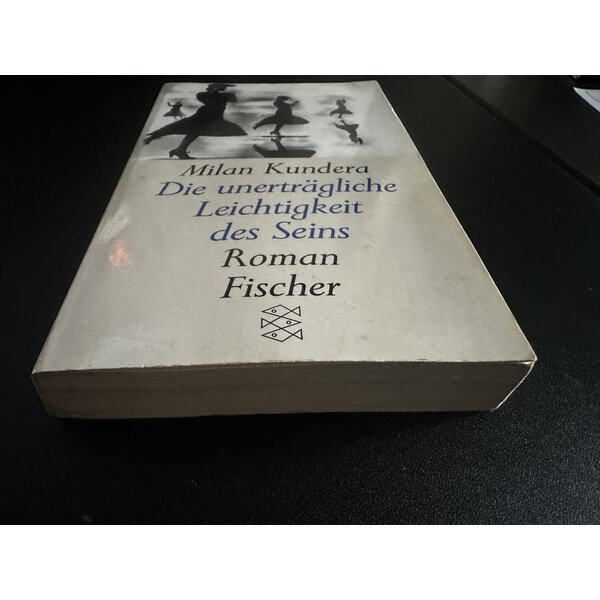 Milan Kundera
Die unerträgliche
Leichtigkeit
des Seins
Roman
Fischer